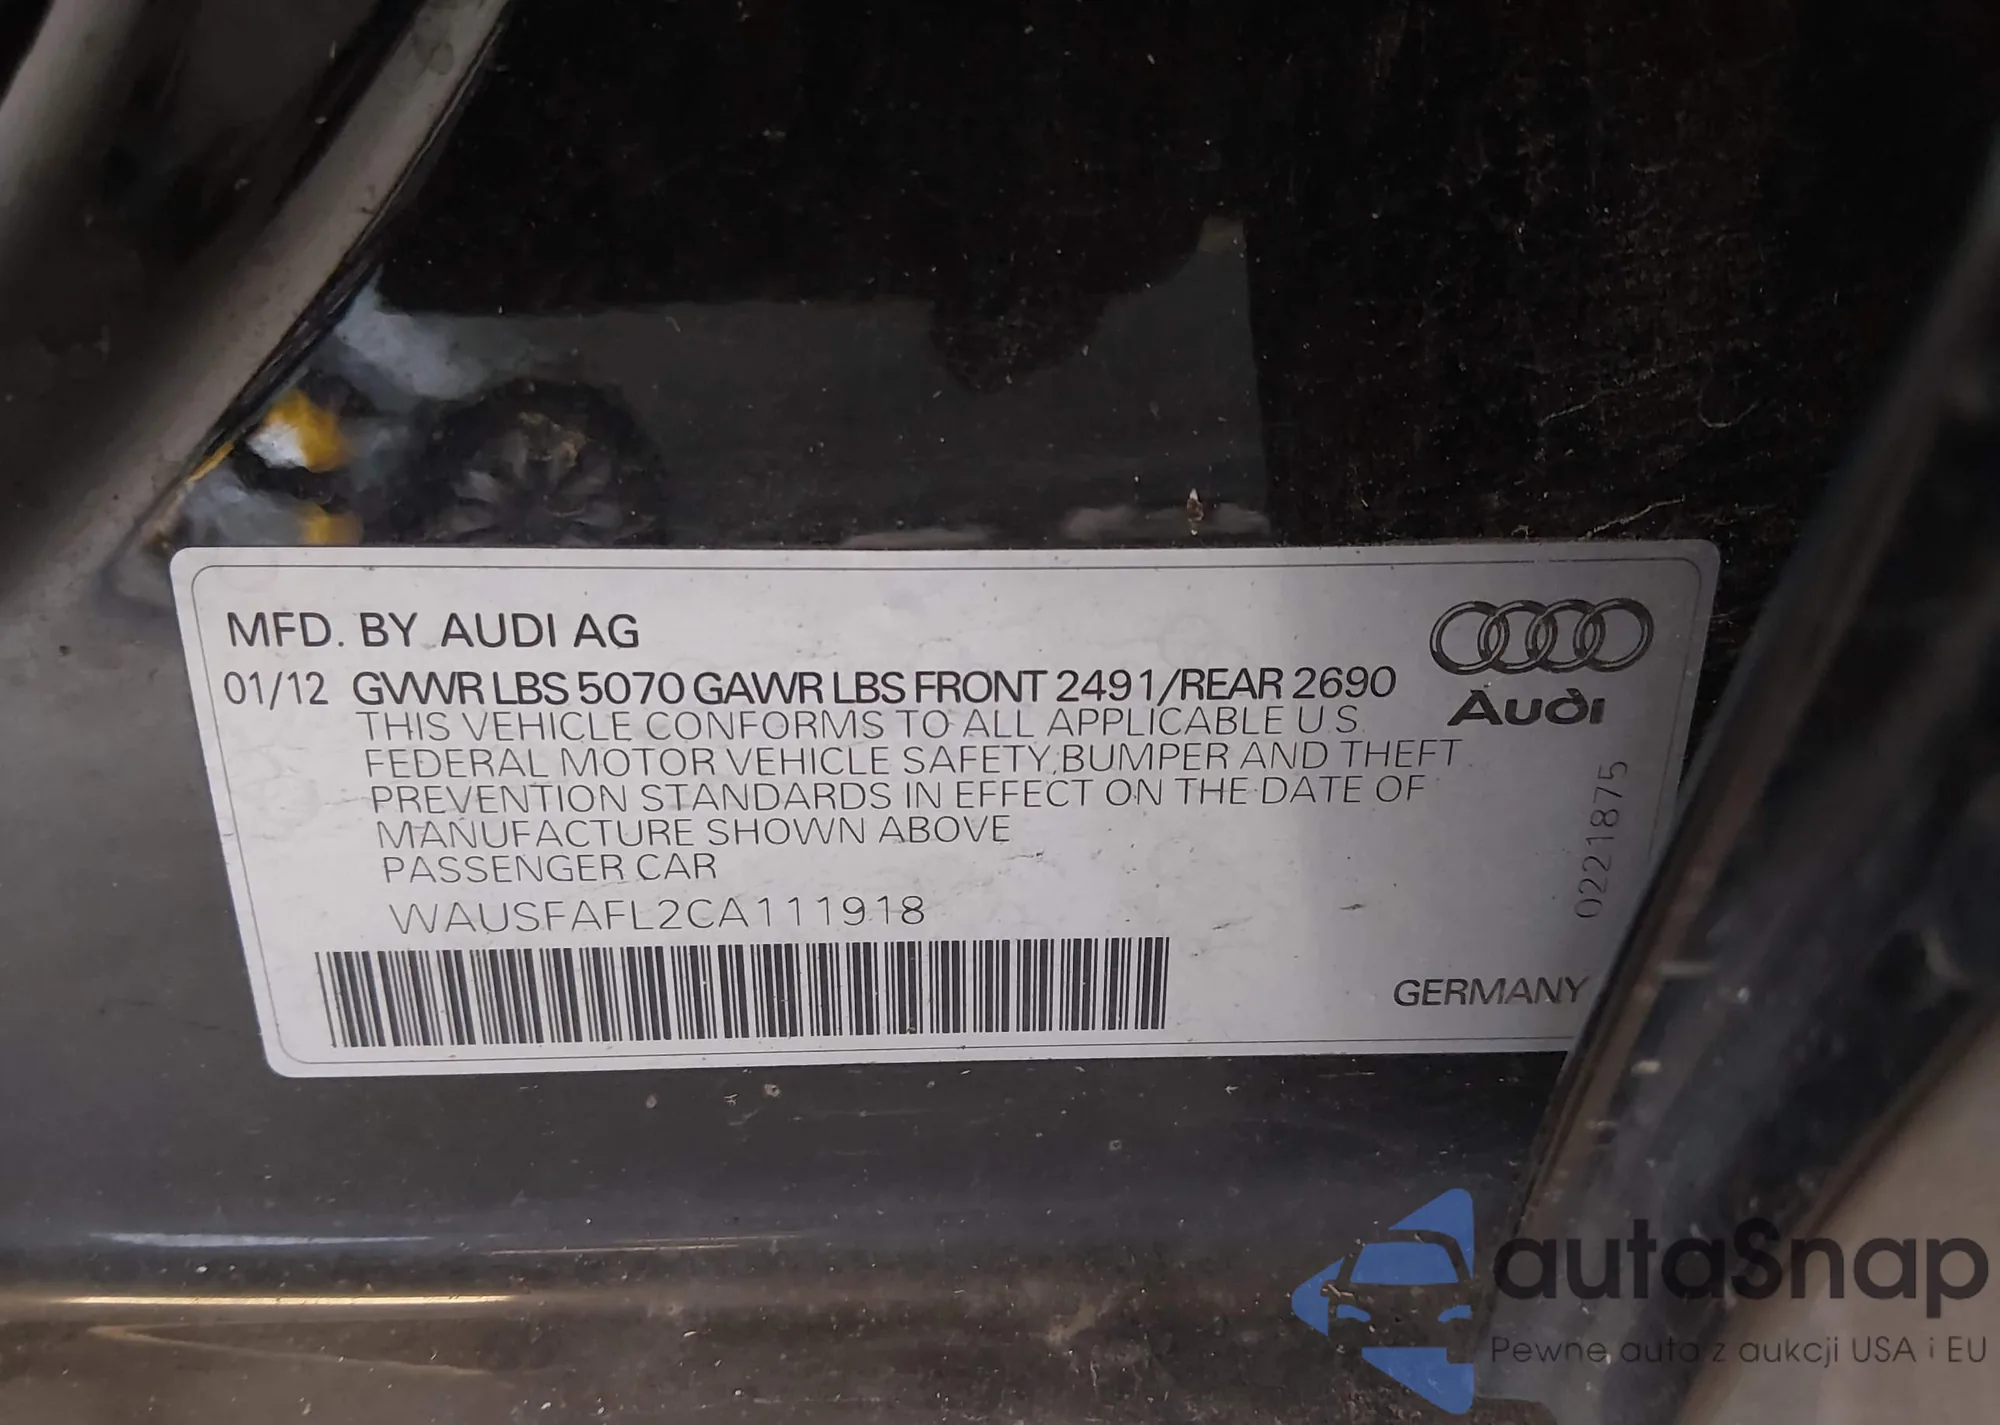 MFD. BY AUDI AG
01/12 GVWR LBS 5070 GAWR LBS FRONT 2491/REAR 2690
THIS VEHICLE CONFORMS TO ALL APPLICABLE U.S.
FEDERAL MOTOR VEHICLE SAFETY, BUMPER AND THEFT
PREVENTION STANDARDS IN EFFECT ON THE DATE OF
MANUFACTURE SHOWN ABOVE
PASSENGER CAR
WAUSFAFL2CA111918
Audi
0221875
GERMANY
autaSnap
Pewne auta z aukcji USA i EU